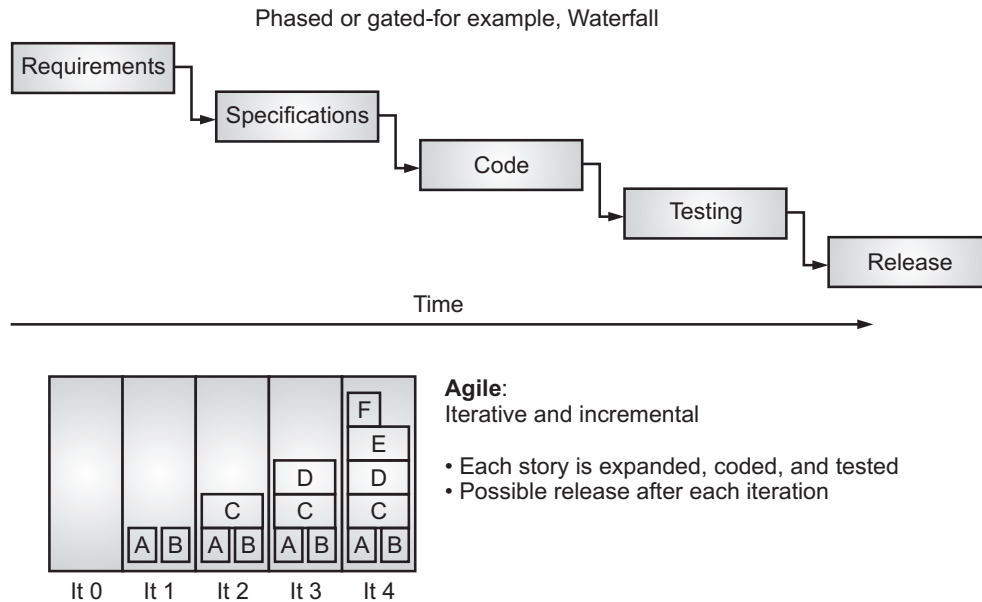 Phased or gated-for example, Waterfall
Requirements
Specifications
Code
Testing
Release
Time
Agile:
Iterative and incremental
• Each story is expanded, coded, and tested
• Possible release after each iteration
F
E
D D
C C C
A B A B A B A B
It 0 It 1 It 2 It 3 It 4